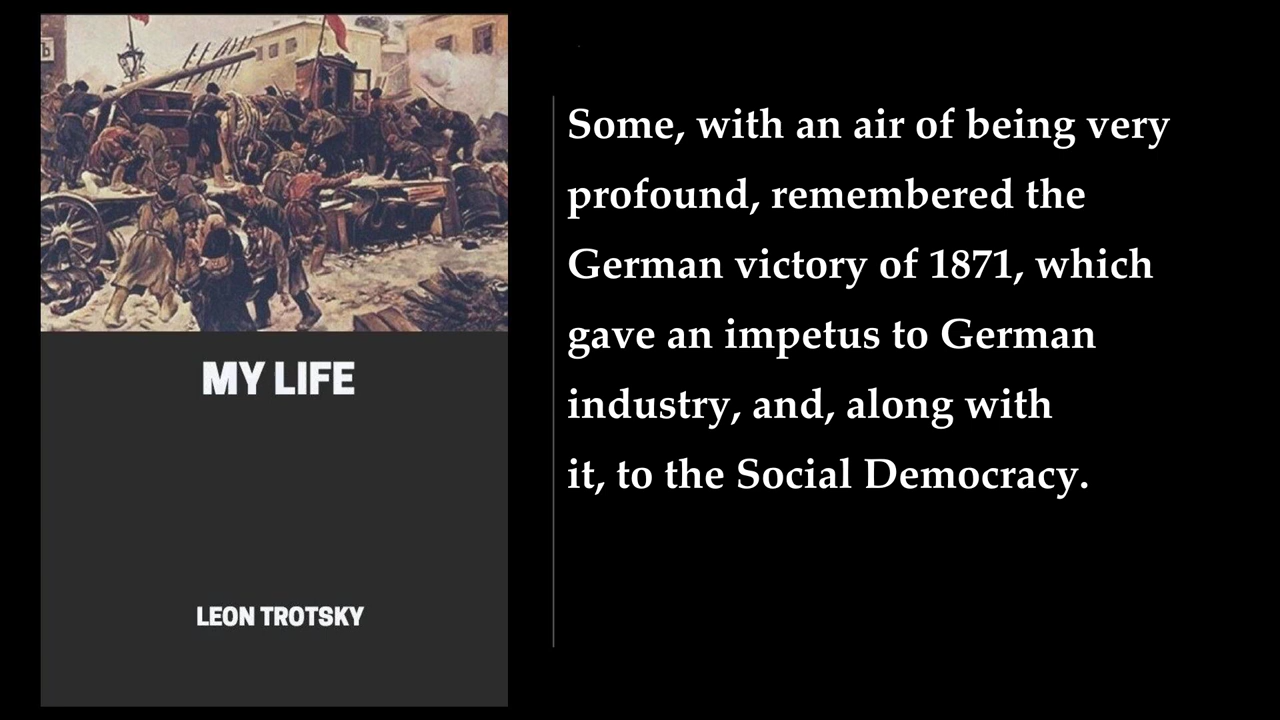 MY LIFE
LEON TROTSKY
Some, with an air of being very
profound, remembered the
German victory of 1871, which
gave an impetus to German
industry, and, along with
it, to the Social Democracy.